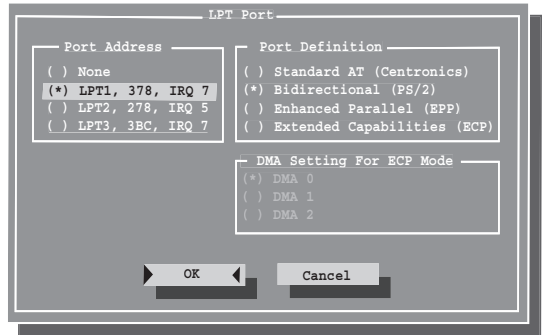 LPT Port
Port Address
( ) None
(*) LPT1, 378, IRQ 7
( ) LPT2, 278, IRQ 5
( ) LPT3, 3BC, IRQ 7
Port Definition
( ) Standard AT (Centronics)
(*) Bidirectional (PS/2)
( ) Enhanced Parallel (EPP)
( ) Extended Capabilities (ECP)
DMA Setting For ECP Mode
(*) DMA 0
( ) DMA 1
( ) DMA 2
OK
Cancel